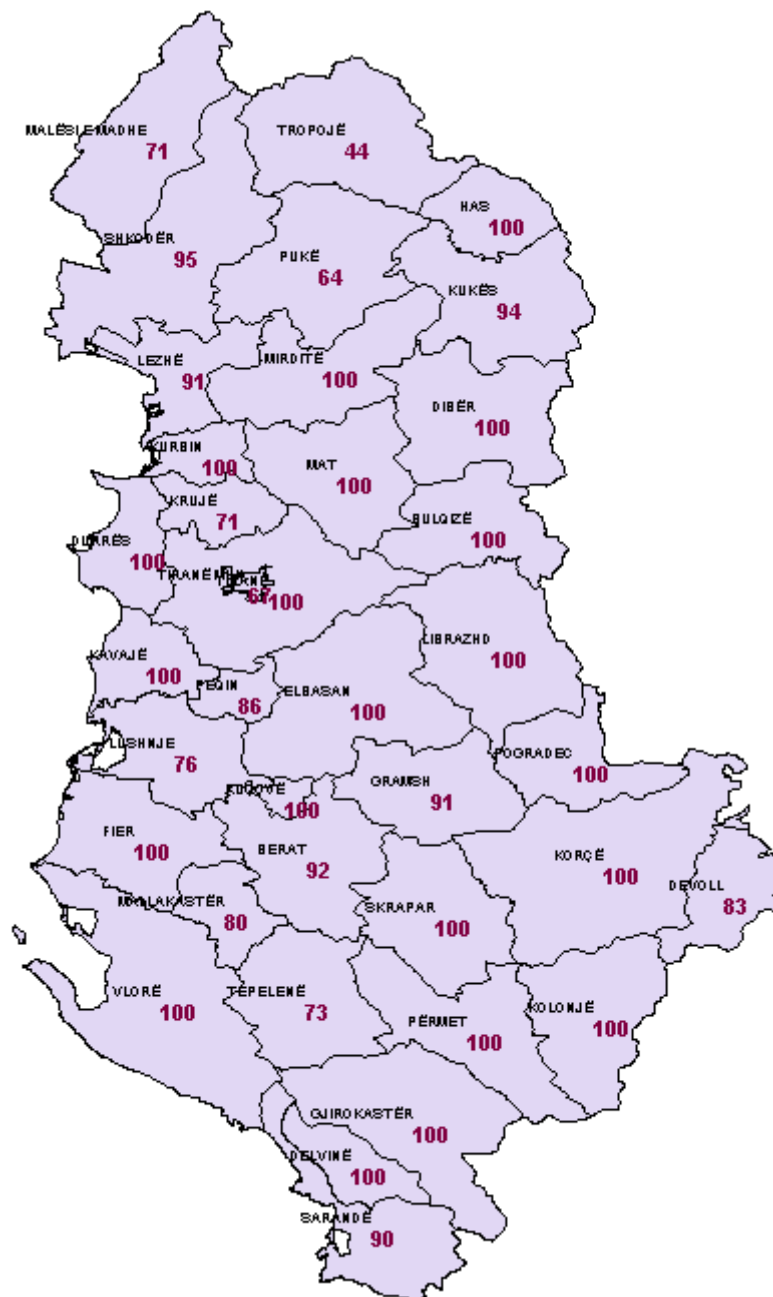 MALËSI E MADHE
71
TROPOJË
44
HAS
100
SHKODËR
95
PUKË
64
KUKËS
94
LEZHË
91
MIRDITË
100
DIBËR
100
KURBIN
100
MAT
100
KRUJË
71
BULQIZË
100
DURRËS
100
67
100
LIBRAZHD
100
KAVAJË
100
PEQIN
86
ELBASAN
100
LUSHNJE
76
POGRADEC
100
KUÇOVË
100
GRAMSH
91
FIER
100
BERAT
92
KORÇË
100
DEVOLL
83
MALLAKASTËR
80
SKRAPAR
100
VLORË
100
TEPELENË
73
PËRMET
100
KOLONJË
100
GJIROKASTËR
100
DELVINË
100
SARANDË
90